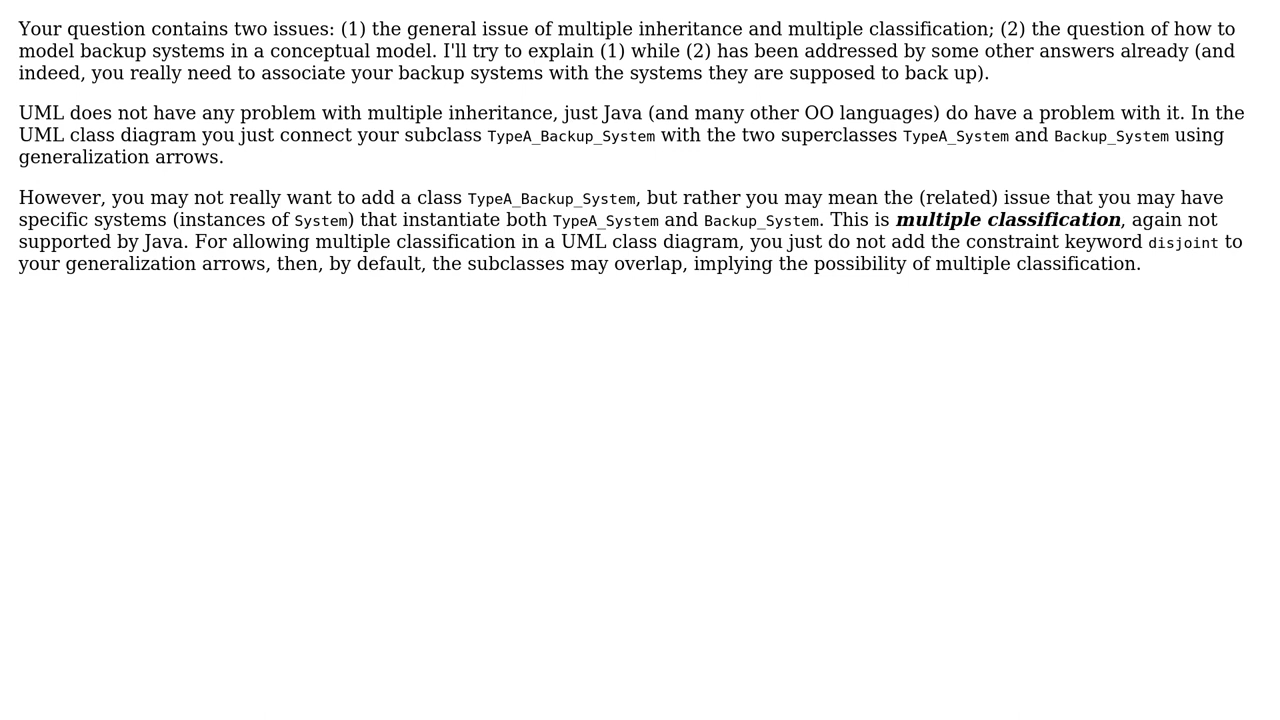 Your question contains two issues: (1) the general issue of multiple inheritance and multiple classification; (2) the question of how to
model backup systems in a conceptual model. I'll try to explain (1) while (2) has been addressed by some other answers already (and
indeed, you really need to associate your backup systems with the systems they are supposed to back up).
UML does not have any problem with multiple inheritance, just Java (and many other OO languages) do have a problem with it. In the
UML class diagram you just connect your subclass TypeA_Backup_System with the two superclasses TypeA_System and Backup_System using
generalization arrows.
However, you may not really want to add a class TypeA_Backup_System, but rather you may mean the (related) issue that you may have
specific systems (instances of System) that instantiate both TypeA_System and Backup_System. This is multiple classification, again not
supported by Java. For allowing multiple classification in a UML class diagram, you just do not add the constraint keyword disjoint to
your generalization arrows, then, by default, the subclasses may overlap, implying the possibility of multiple classification.